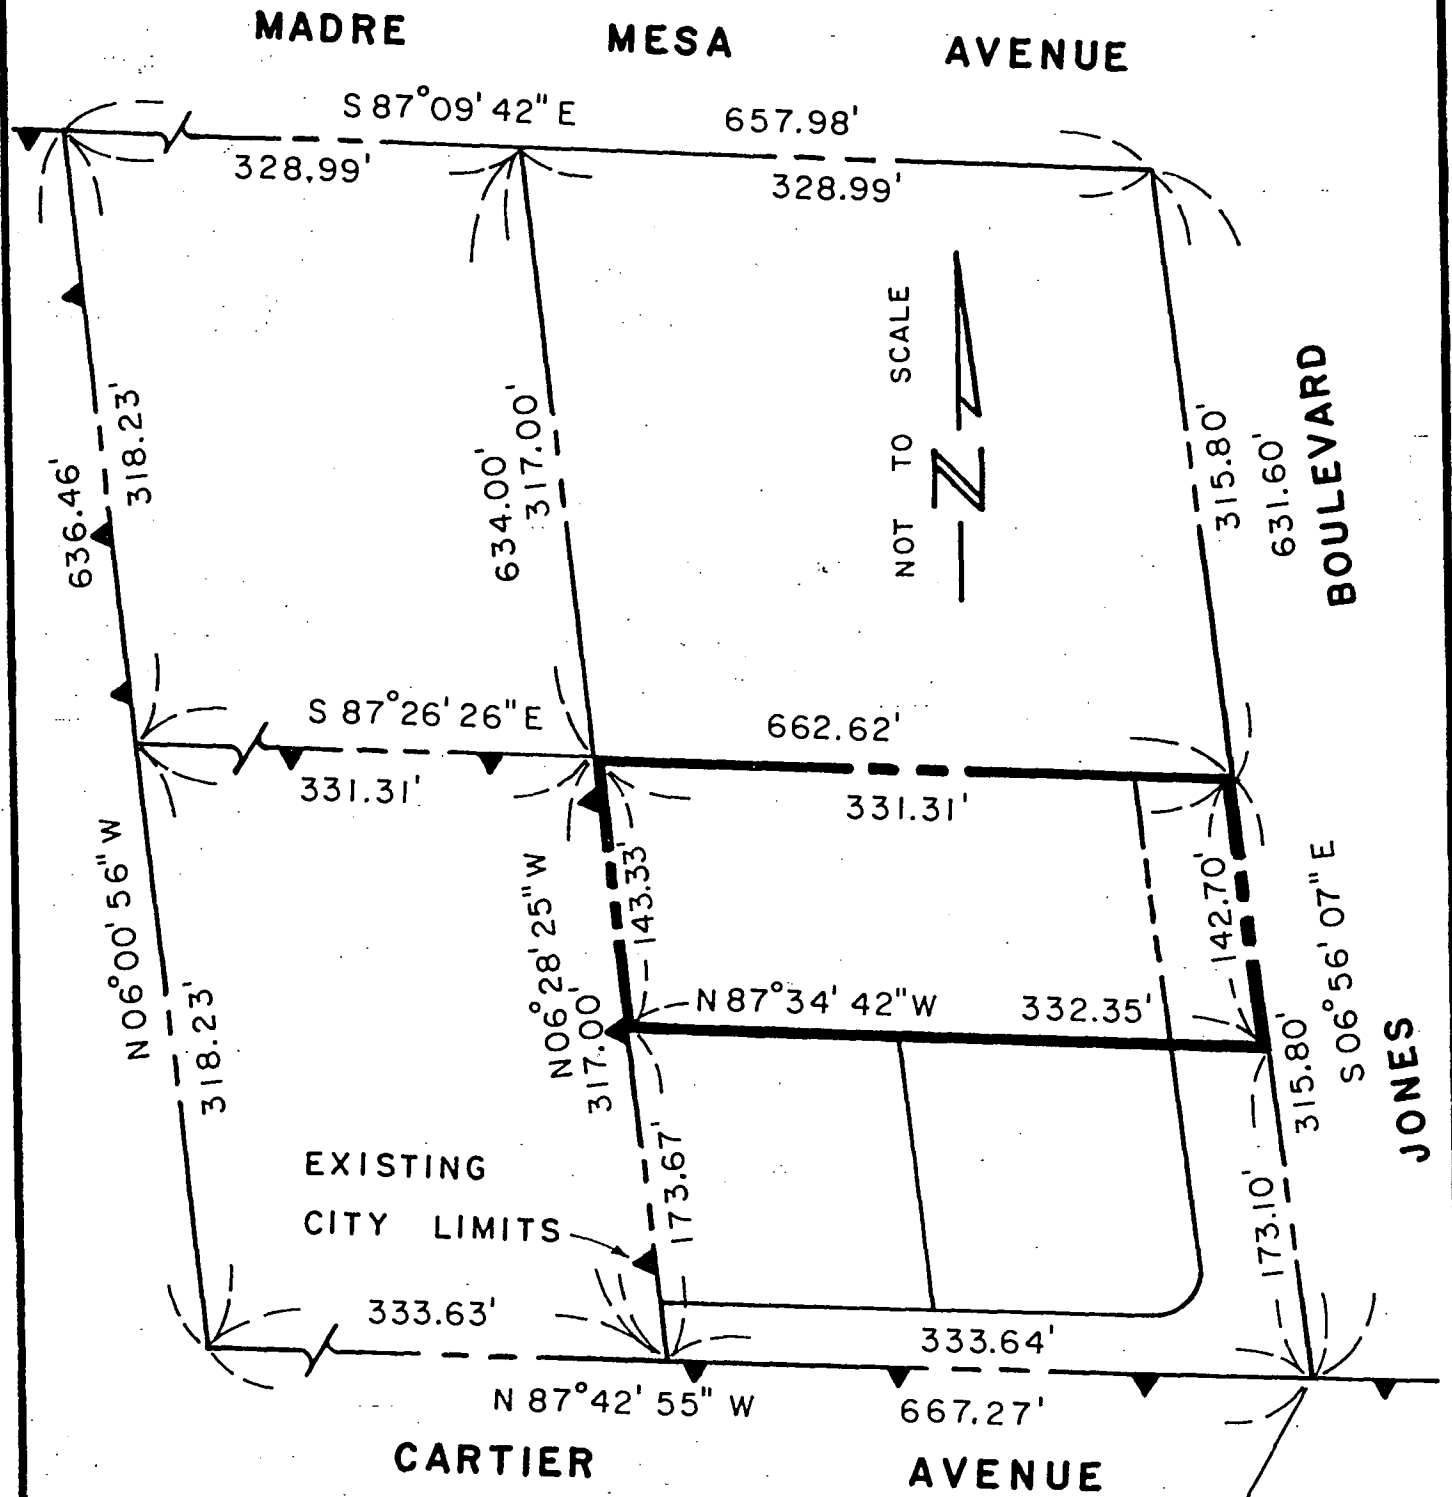 MADRE MESA AVENUE
S 87°09'42" E 657.98'
328.99' 328.99'
NOT TO SCALE
N
636.46'
318.23'
634.00'
317.00'
315.80'
631.60'
BOULEVARD
S 87°26'26" E 662.62'
331.31' 331.31'
N06°00'56"W
318.23'
N06°28'25"W
317.00'
143.33'
142.70'
S06°56'07"E
315.80'
JONES
N 87°34'42"W 332.35'
173.67'
173.10'
EXISTING
CITY LIMITS
333.63' 333.64'
N 87°42'55" W 667.27'
CARTIER AVENUE